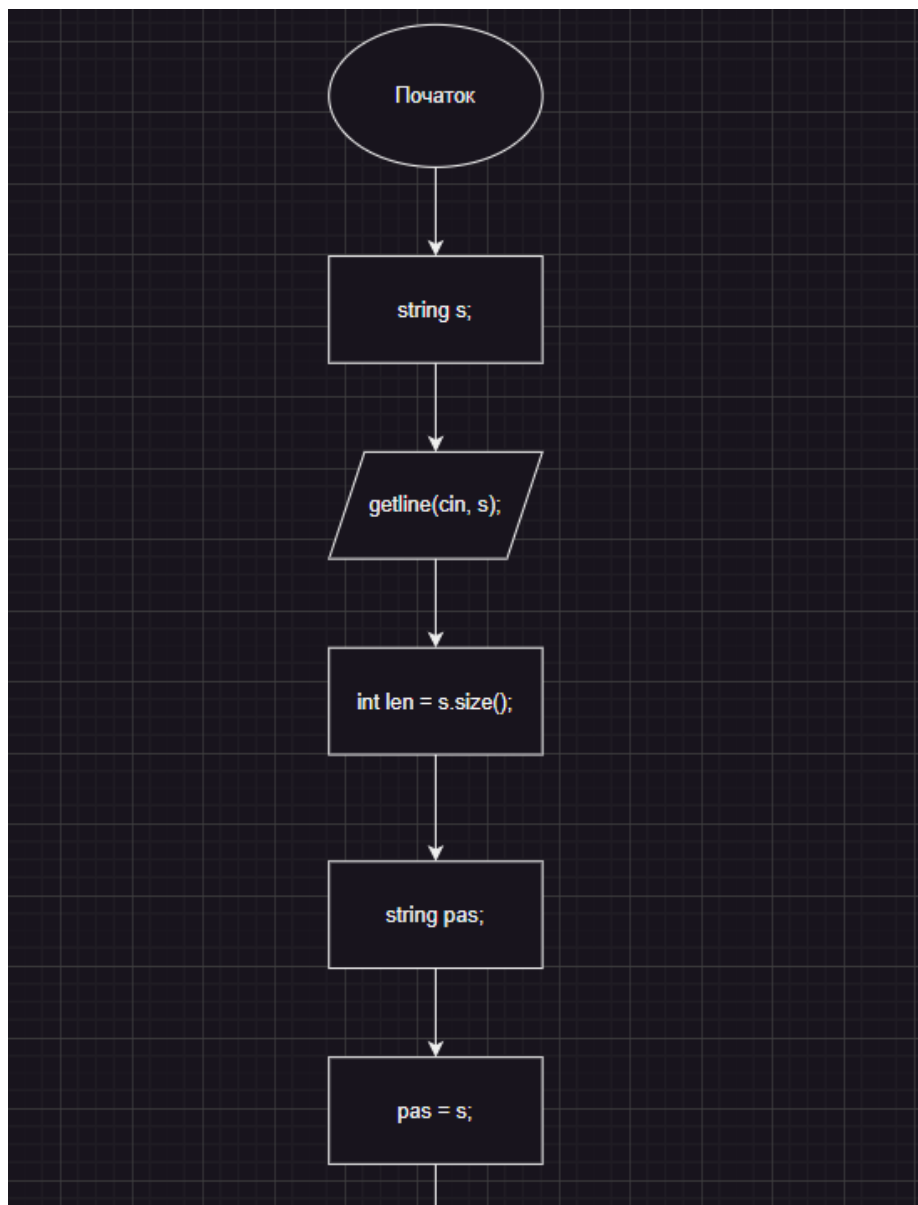 Початок
string s;
getline(cin, s);
int len = s.size();
string pas;
pas = s;